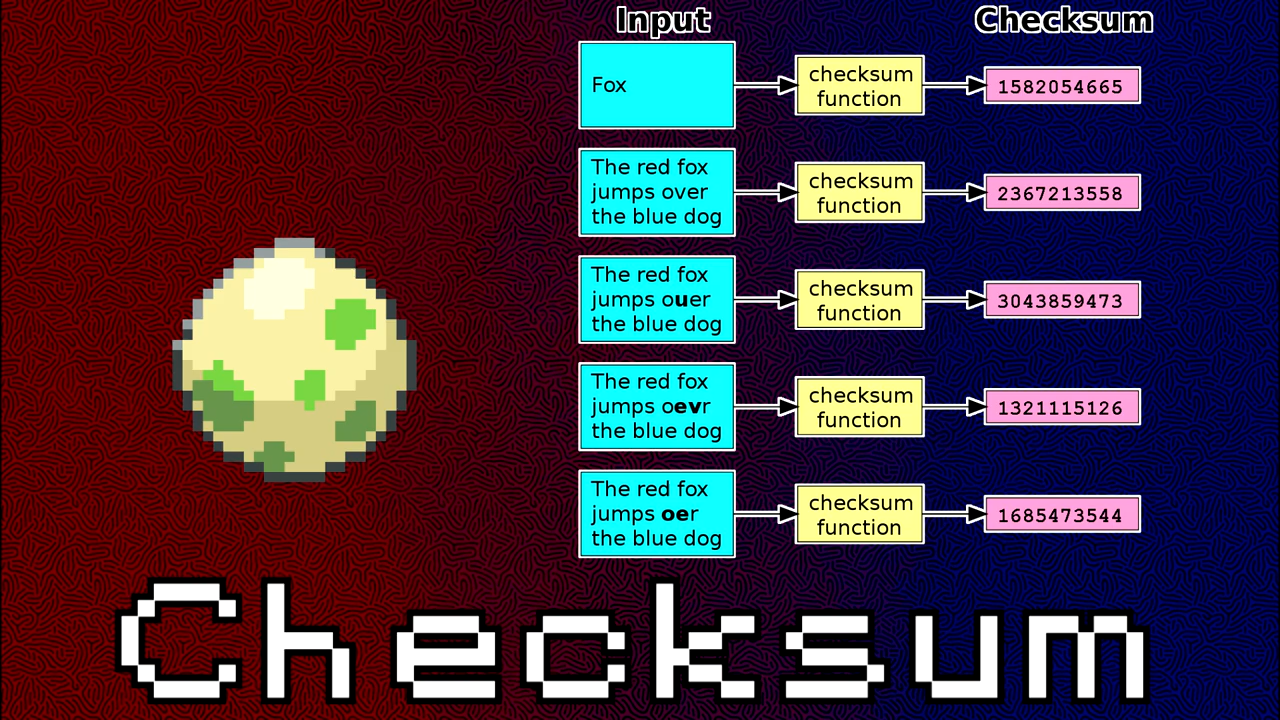 Input
Checksum
Fox
checksum
function
1582054665
The red fox
jumps over
the blue dog
checksum
function
2367213558
The red fox
jumps ouer
the blue dog
checksum
function
3043859473
The red fox
jumps oevr
the blue dog
checksum
function
1321115126
The red fox
jumps oer
the blue dog
checksum
function
1685473544
Checksum